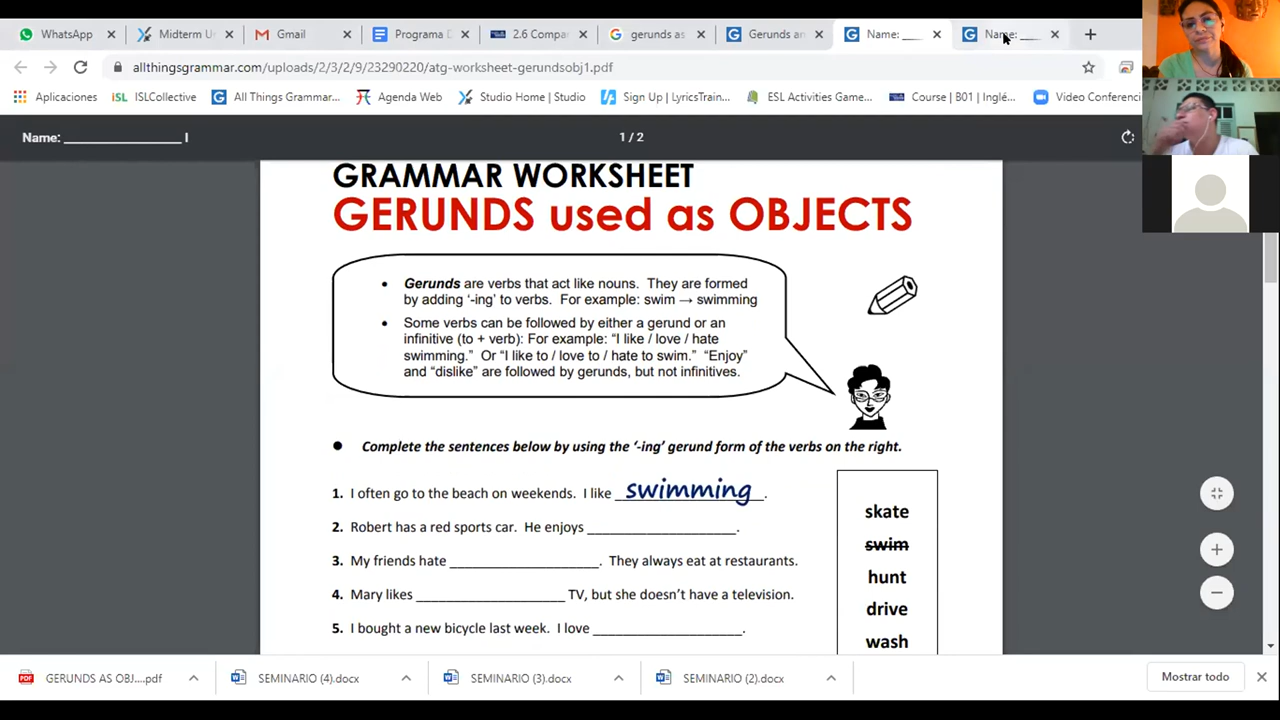 WhatsApp
Midterm U
Gmail
Programa D
2.6 Compa
gerunds as
Gerunds an
Name: ___
Name: ___
allthingsgrammar.com/uploads/2/3/2/9/23290220/atg-worksheet-gerundsobj1.pdf
Aplicaciones
iSL ISLCollective
All Things Grammar...
Agenda Web
Studio Home | Studio
Sign Up | LyricsTrain...
ESL Activities Game...
Course | B01 | Inglé...
Video Conferenci
Name: ________________ I
1 / 2
GRAMMAR WORKSHEET
GERUNDS used as OBJECTS
• Gerunds are verbs that act like nouns. They are formed
by adding '-ing' to verbs. For example: swim → swimming
• Some verbs can be followed by either a gerund or an
infinitive (to + verb): For example: "I like / love / hate
swimming." Or "I like to / love to / hate to swim." "Enjoy"
and "dislike" are followed by gerunds, but not infinitives.
● Complete the sentences below by using the '-ing' gerund form of the verbs on the right.
1. I often go to the beach on weekends. I like swimming.
2. Robert has a red sports car. He enjoys ____________________.
3. My friends hate ____________________. They always eat at restaurants.
4. Mary likes ____________________ TV, but she doesn't have a television.
5. I bought a new bicycle last week. I love ____________________.
skate
swim
hunt
drive
wash
GERUNDS AS OBJ....pdf
SEMINARIO (4).docx
SEMINARIO (3).docx
SEMINARIO (2).docx
Mostrar todo